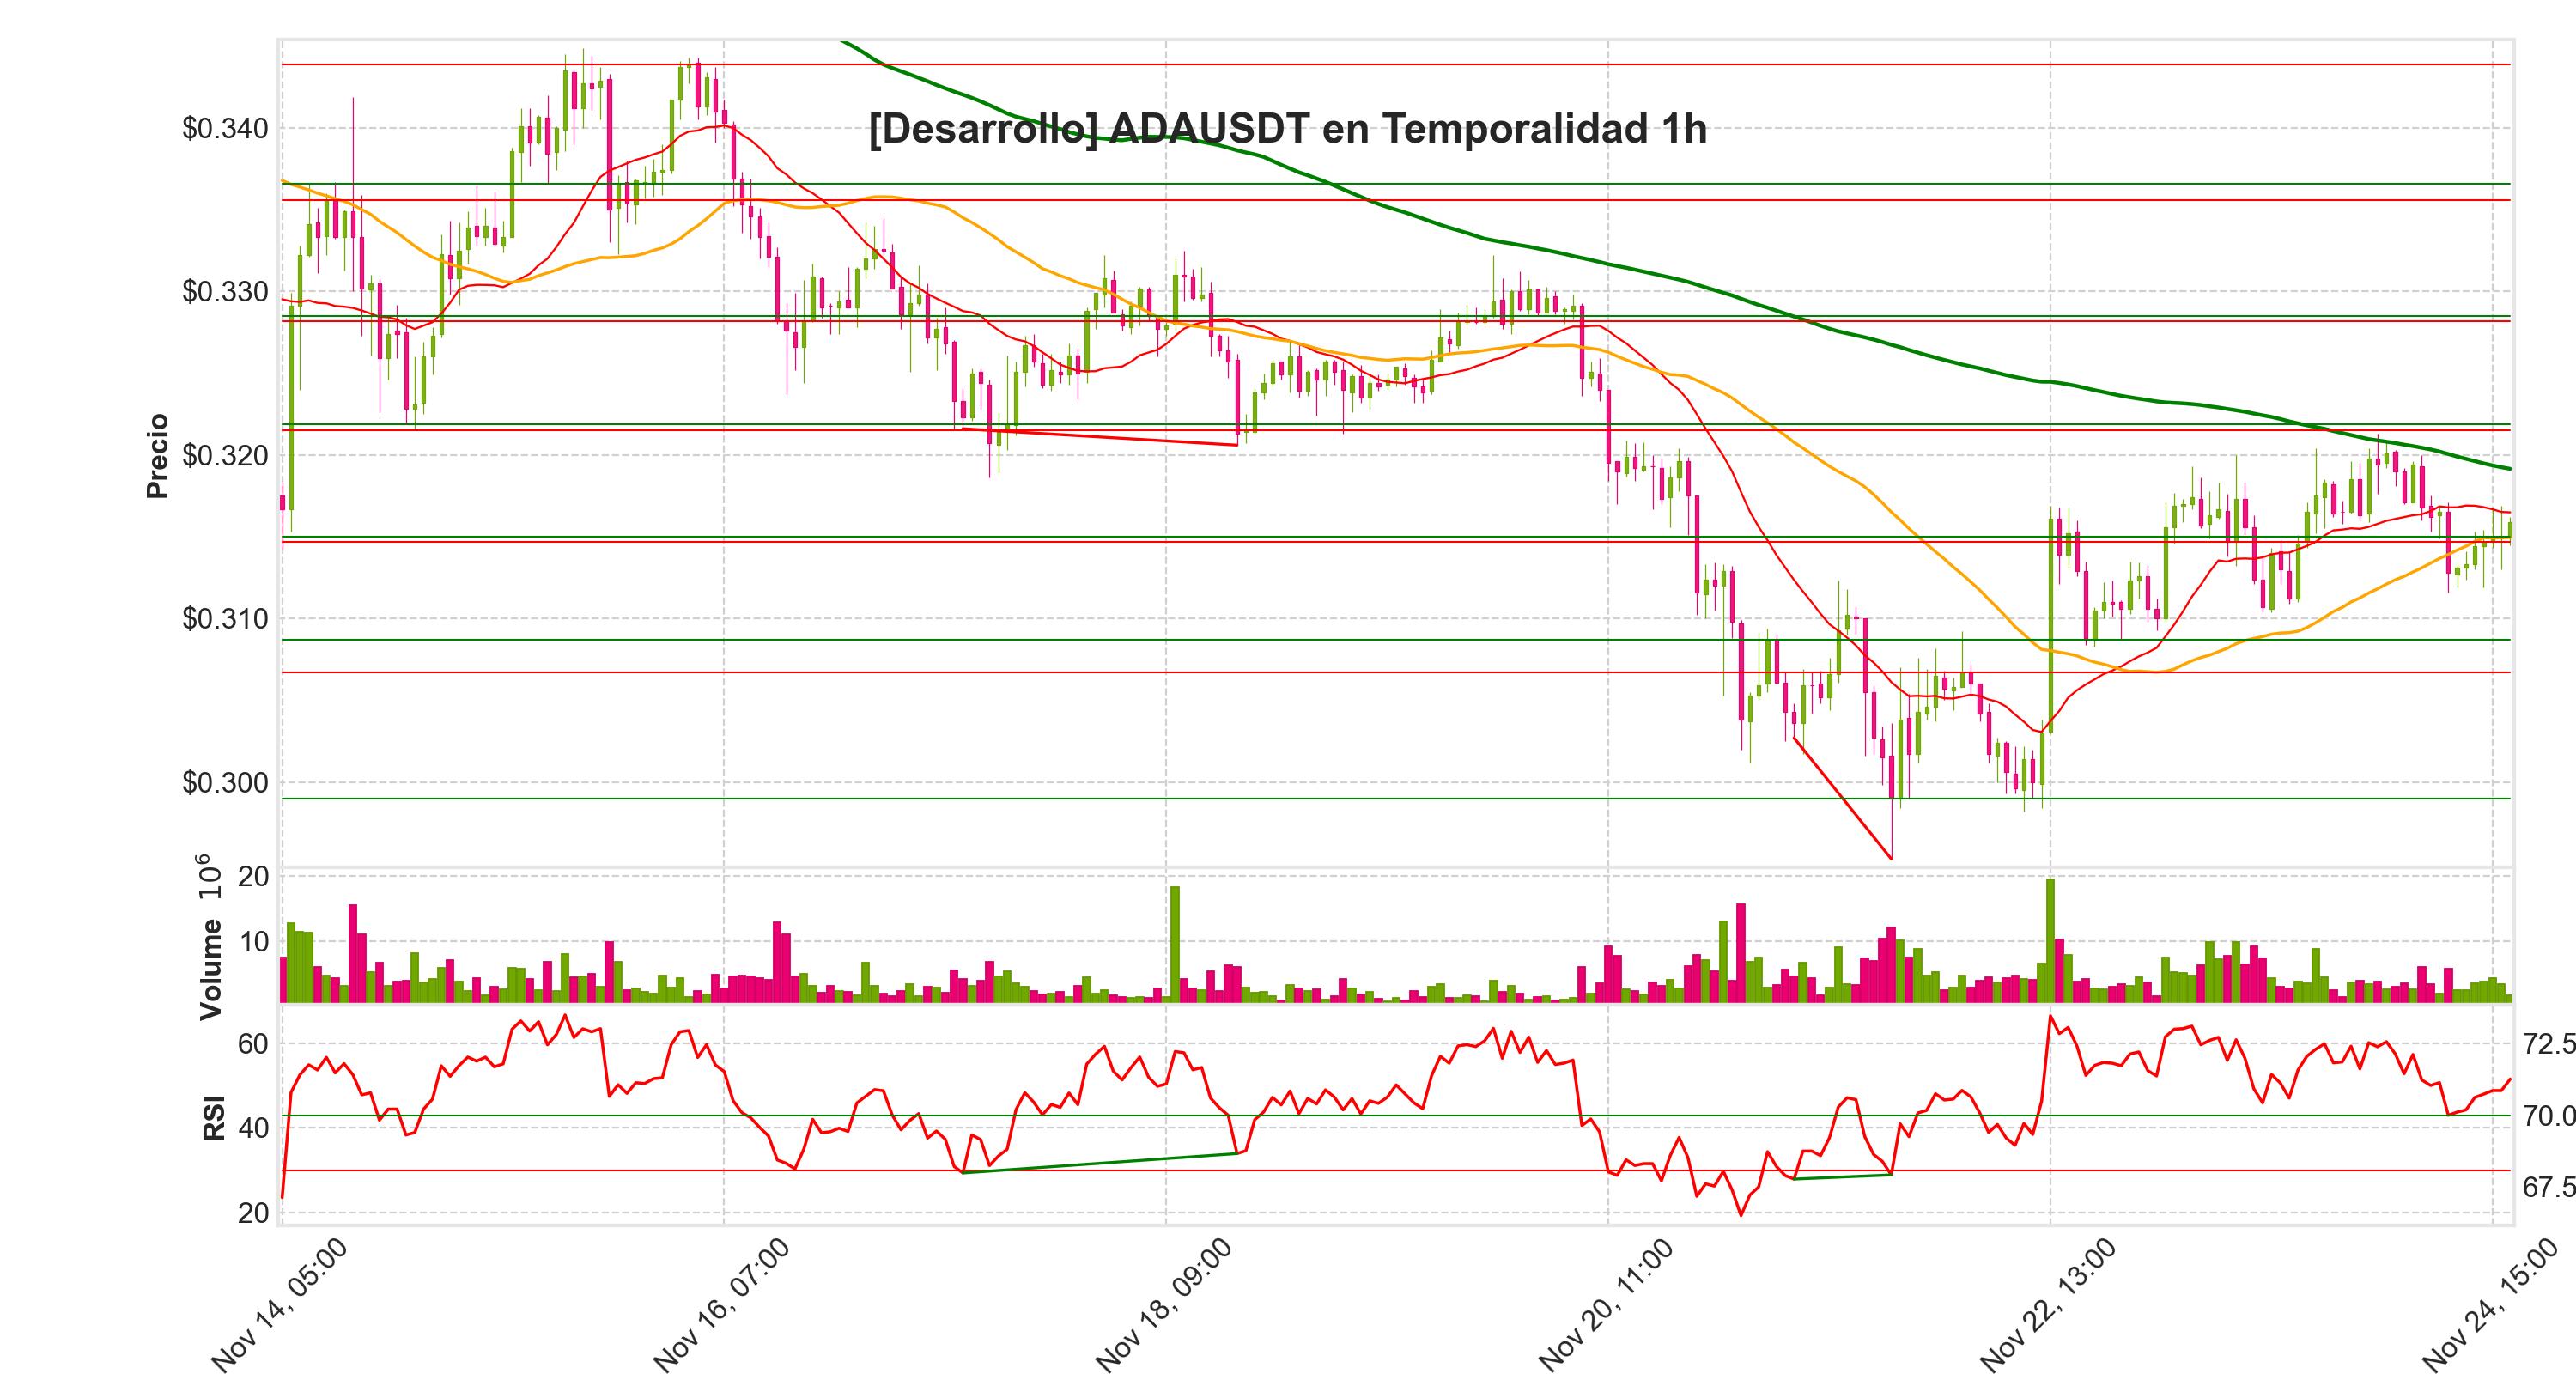 [Desarrollo] ADAUSDT en Temporalidad 1h
Precio
$0.340
$0.330
$0.320
$0.310
$0.300
Volume 10⁶
20
10
RSI
60
40
20
72.5
70.0
67.5
Nov 14, 05:00
Nov 16, 07:00
Nov 18, 09:00
Nov 20, 11:00
Nov 22, 13:00
Nov 24, 15:00